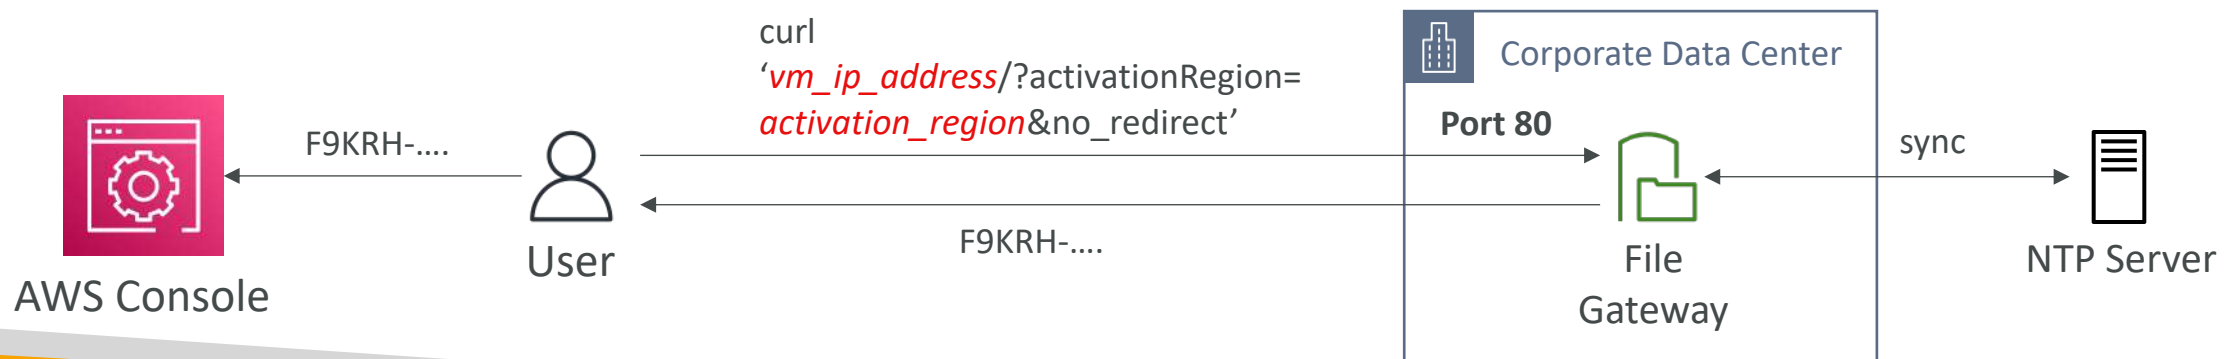 curl
‘vm_ip_address/?activationRegion=
activation_region&no_redirect’
Corporate Data Center
Port 80
F9KRH-….
sync
F9KRH-….
AWS Console
User
File
Gateway
NTP Server